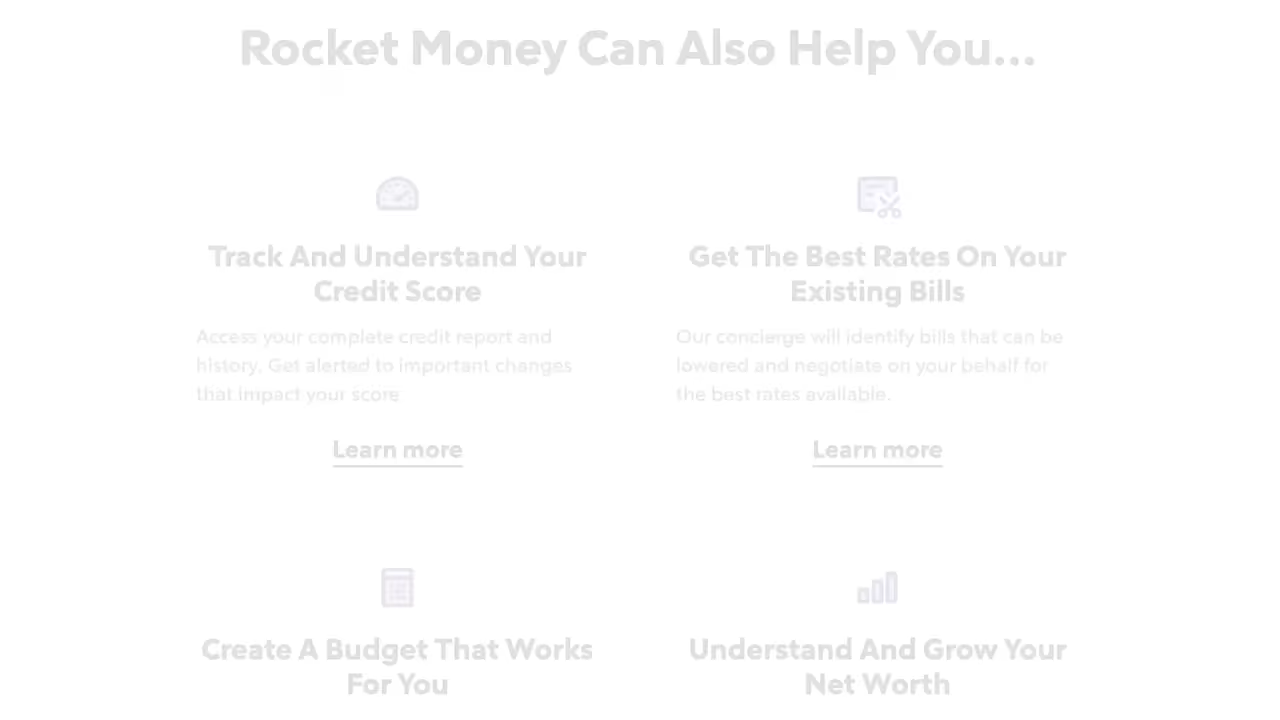 Rocket Money Can Also Help You...
Track And Understand Your
Credit Score
Access your complete credit report and
history. Get alerted to important changes
that impact your score
Learn more
Get The Best Rates On Your
Existing Bills
Our concierge will identify bills that can be
lowered and negotiate on your behalf for
the best rates available.
Learn more
Create A Budget That Works
For You
Understand And Grow Your
Net Worth